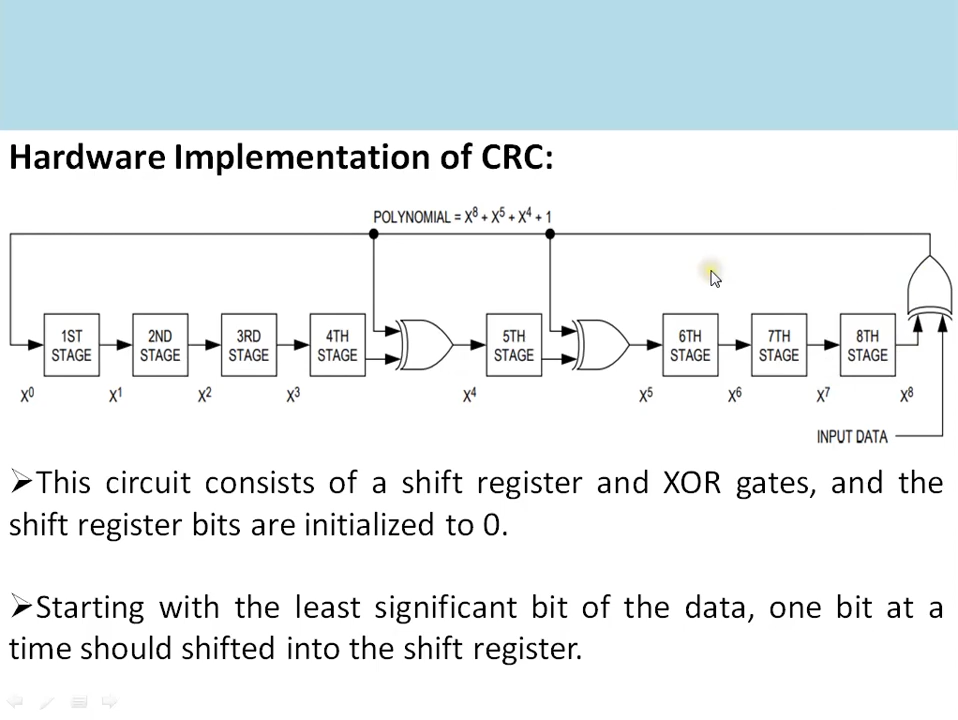 Hardware Implementation of CRC:
POLYNOMIAL = X⁸ + X⁵ + X⁴ + 1
1ST STAGE
2ND STAGE
3RD STAGE
4TH STAGE
5TH STAGE
6TH STAGE
7TH STAGE
8TH STAGE
X⁰ X¹ X² X³ X⁴ X⁵ X⁶ X⁷ X⁸
INPUT DATA
➢This circuit consists of a shift register and XOR gates, and the
shift register bits are initialized to 0.
➢Starting with the least significant bit of the data, one bit at a
time should shifted into the shift register.